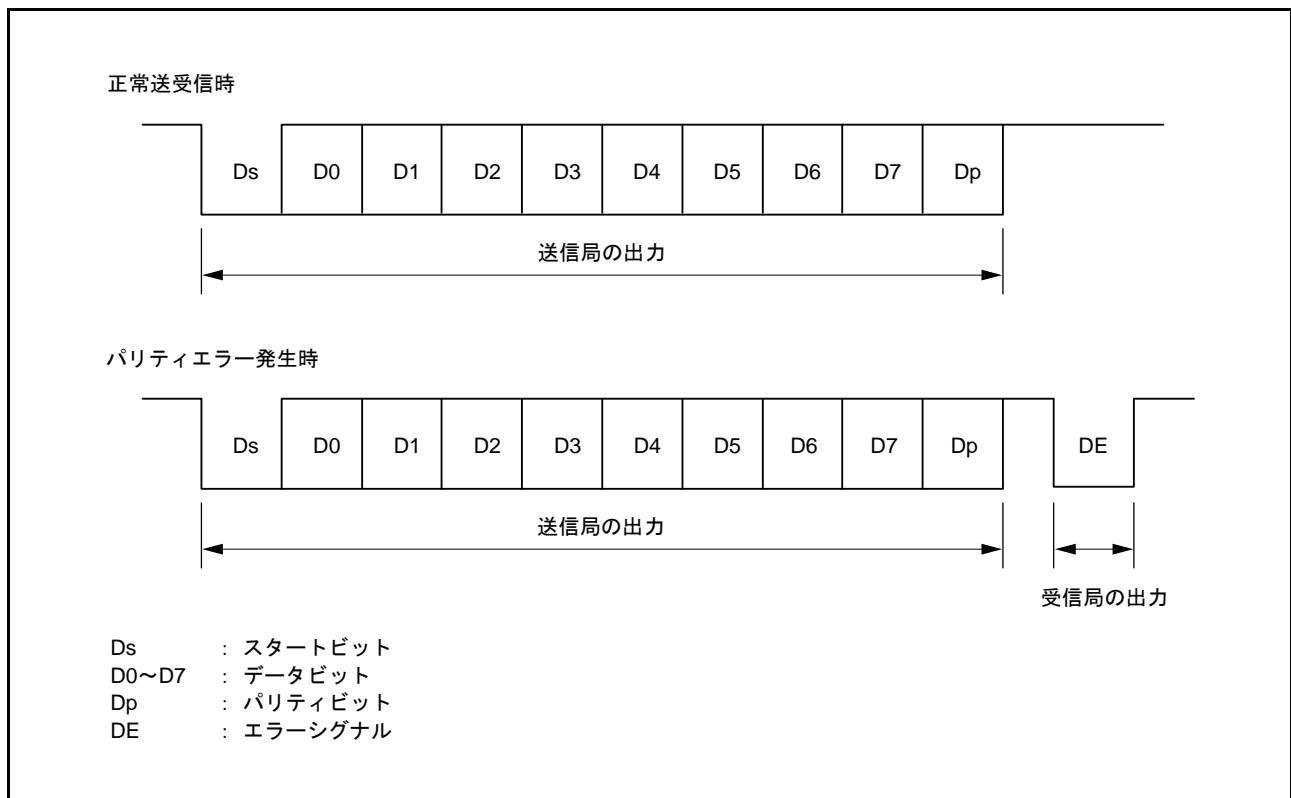 正常送受信時
Ds D0 D1 D2 D3 D4 D5 D6 D7 Dp
送信局の出力
パリティエラー発生時
Ds D0 D1 D2 D3 D4 D5 D6 D7 Dp DE
送信局の出力
受信局の出力
Ds : スタートビット
D0～D7 : データビット
Dp : パリティビット
DE : エラーシグナル